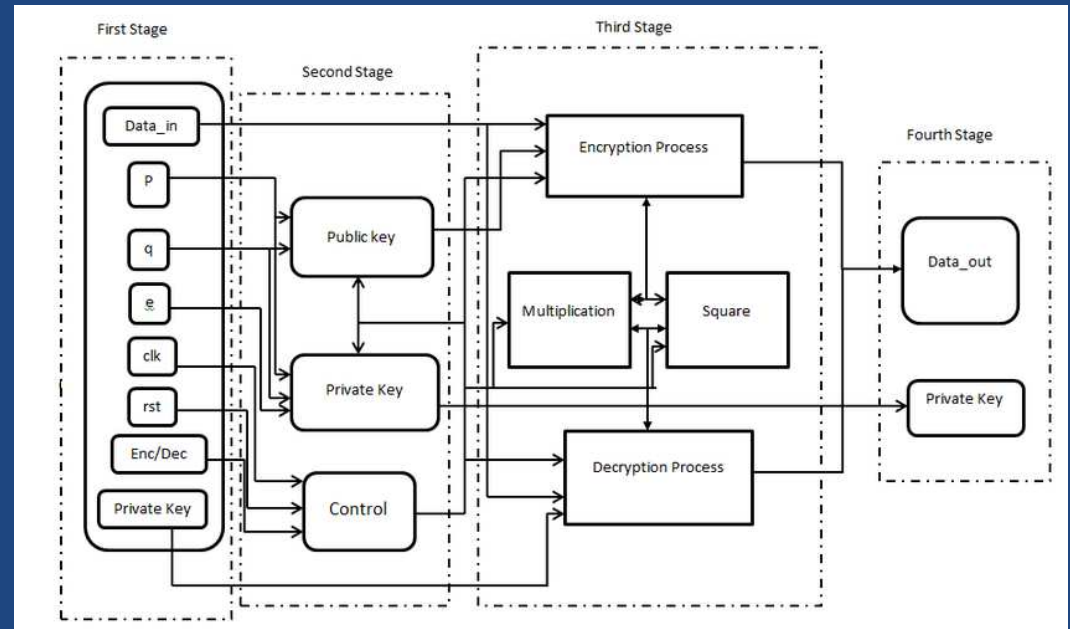 First Stage
Data_in
P
q
e
clk
rst
Enc/Dec
Private Key
Second Stage
Public key
Private Key
Control
Third Stage
Encryption Process
Multiplication
Square
Decryption Process
Fourth Stage
Data_out
Private Key